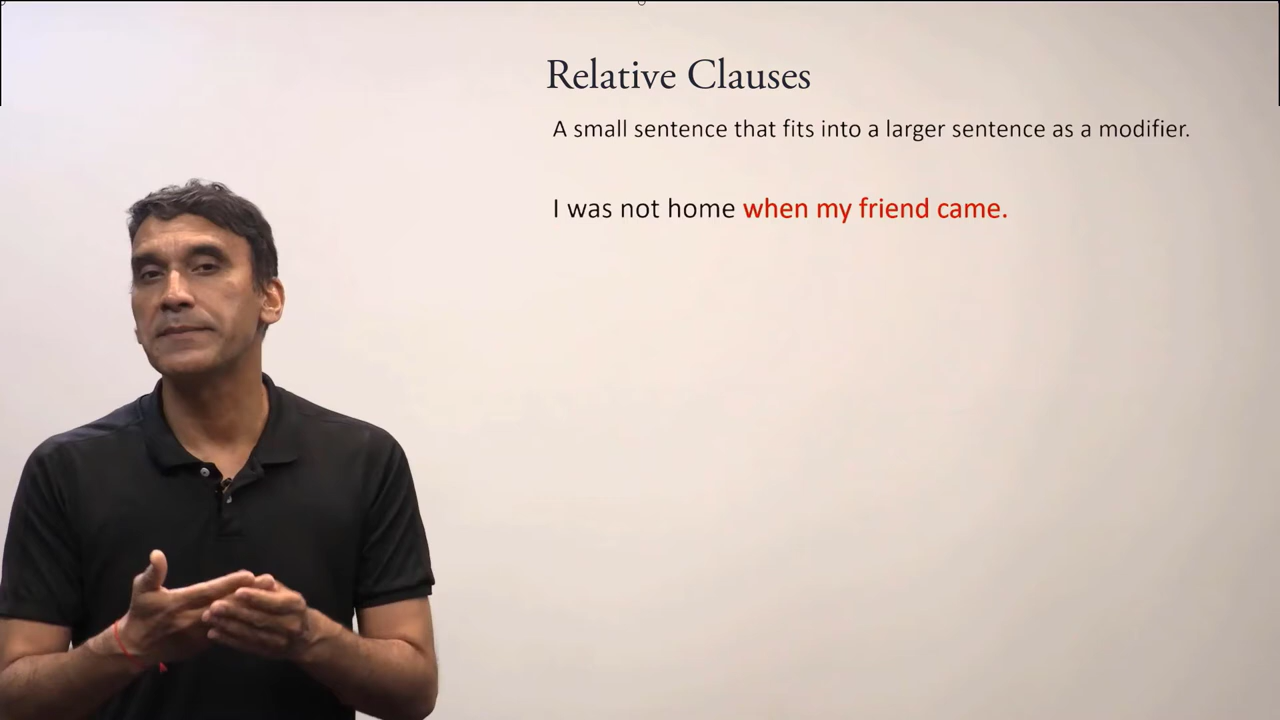 Relative Clauses
A small sentence that fits into a larger sentence as a modifier.
I was not home when my friend came.